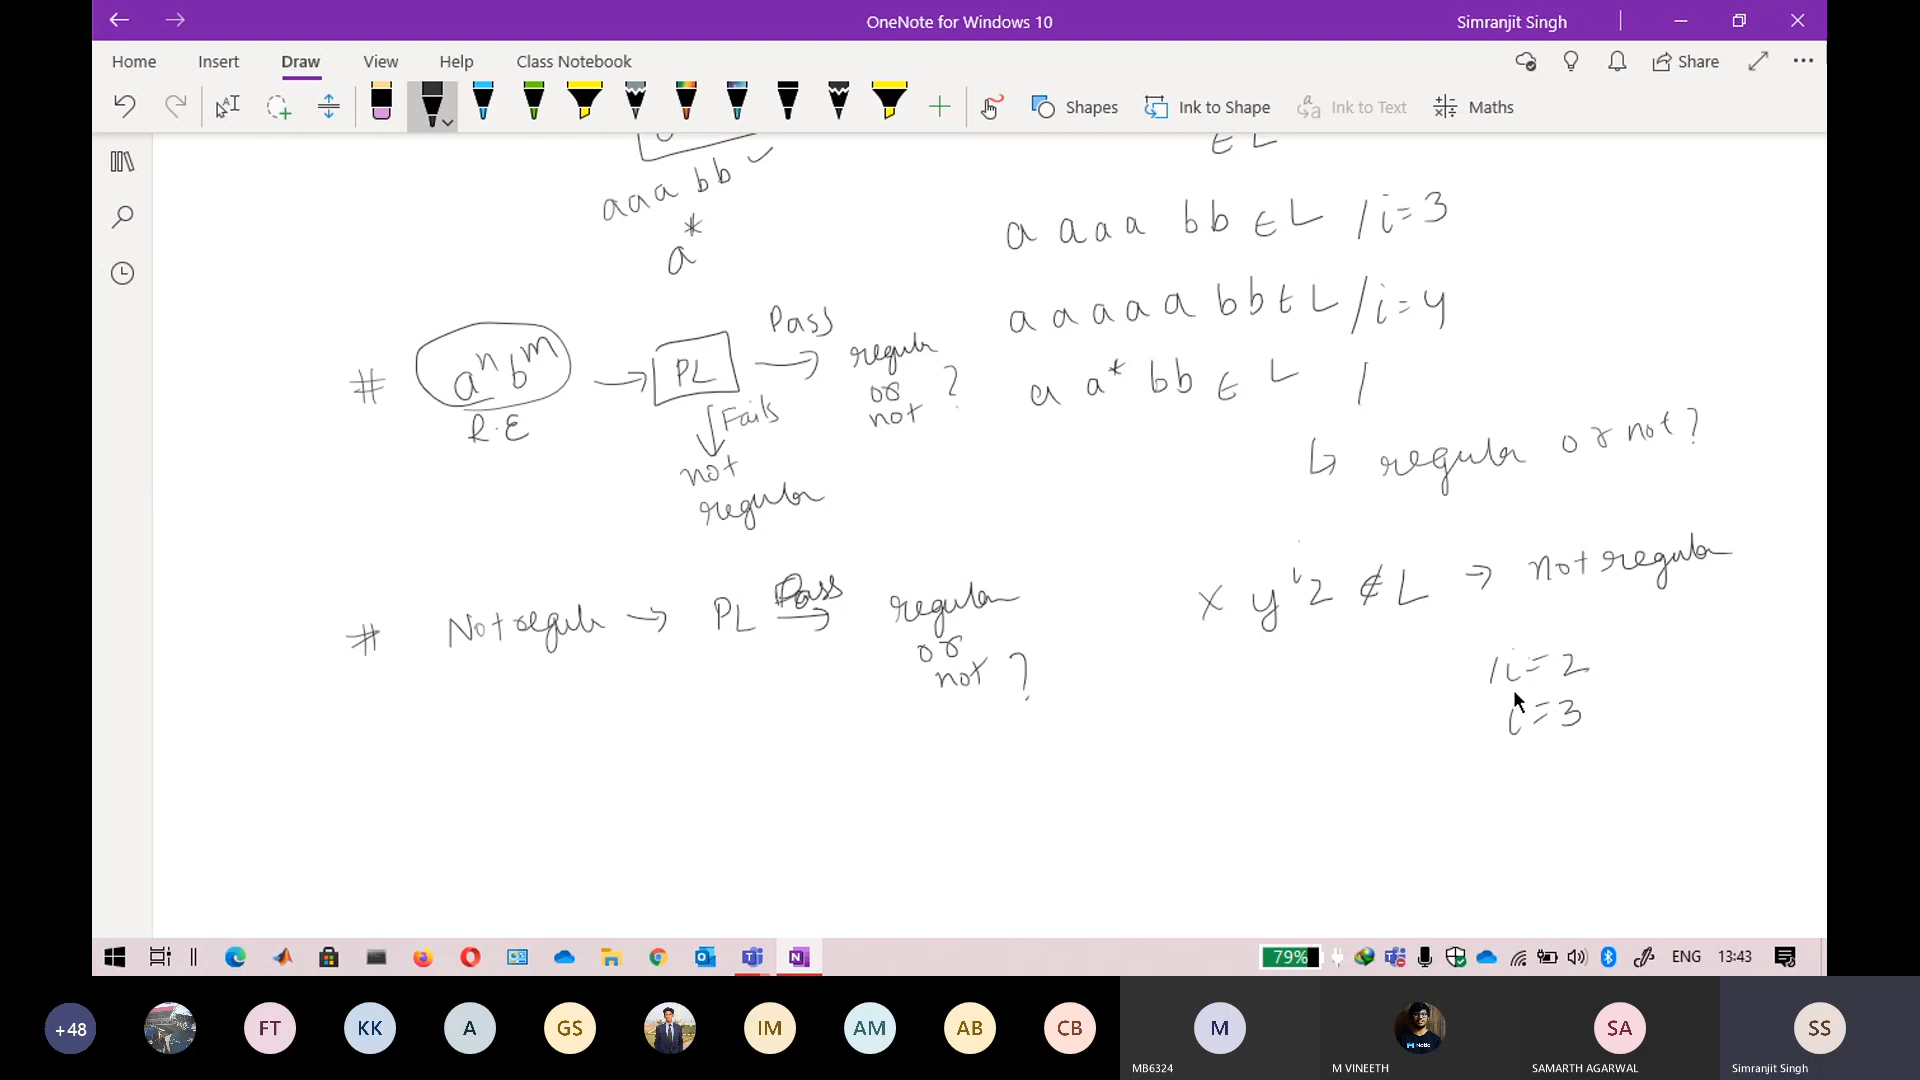 OneNote for Windows 10
Simranjit Singh
Home Insert Draw View Help Class Notebook
Share
Shapes Ink to Shape Ink to Text Maths
∈ L
aaa bb ✓
a*
a aaa bb ∈ L / i=3
a a a a a bb ∈ L / i=4
a a* bb ∈ L /
↳ regular or not?
# aⁿ bᵐ → PL Pass → regular or not ?
R.E
Fails
not
regular
x yⁱ z ∉ L → not regular
/ i=2
i=3
# Not regular → PL Pass → regular
or
not ?
79%
ENG 13:43
+48 FT KK A GS IM AM AB CB M SA SS
MB6324 M VINEETH SAMARTH AGARWAL Simranjit Singh